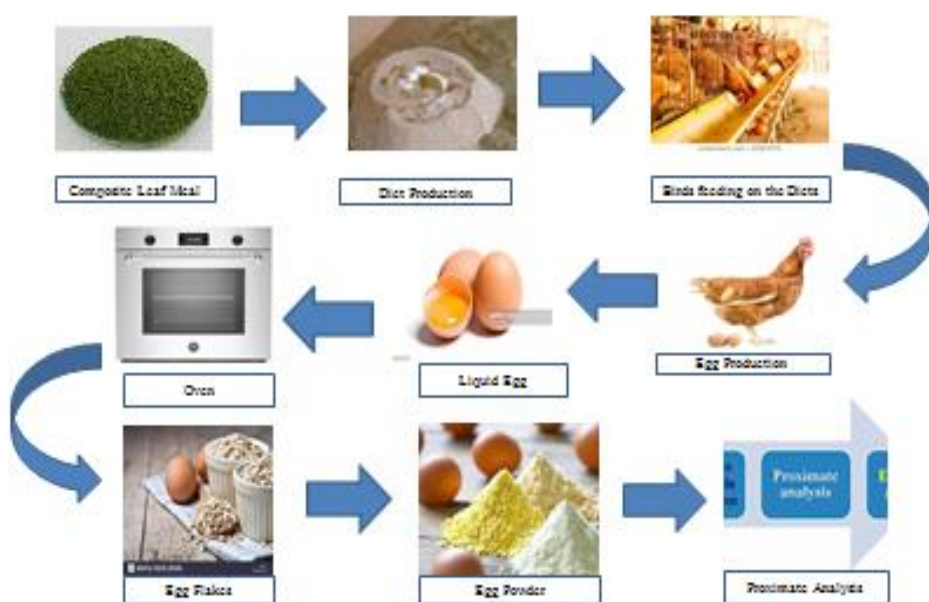 Composite Leaf Meal
Diet Production
Birds feeding on the Diets
Egg Production
Liquid Egg
Oven
Proximate
analysis
Egg Flakes
Egg Powder
Proximate Analysis